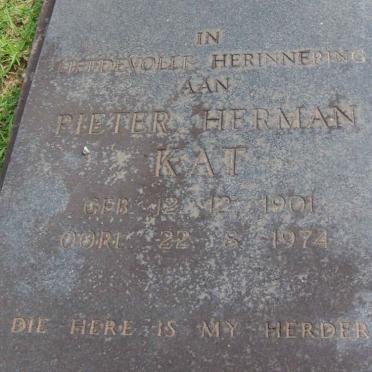 IN
LIEFDEVOLLE HERINNERING
AAN
PIETER HERMAN
KAT
GEB 12 12 1901
OORL 22 8 1974
DIE HERE IS MY HERDER